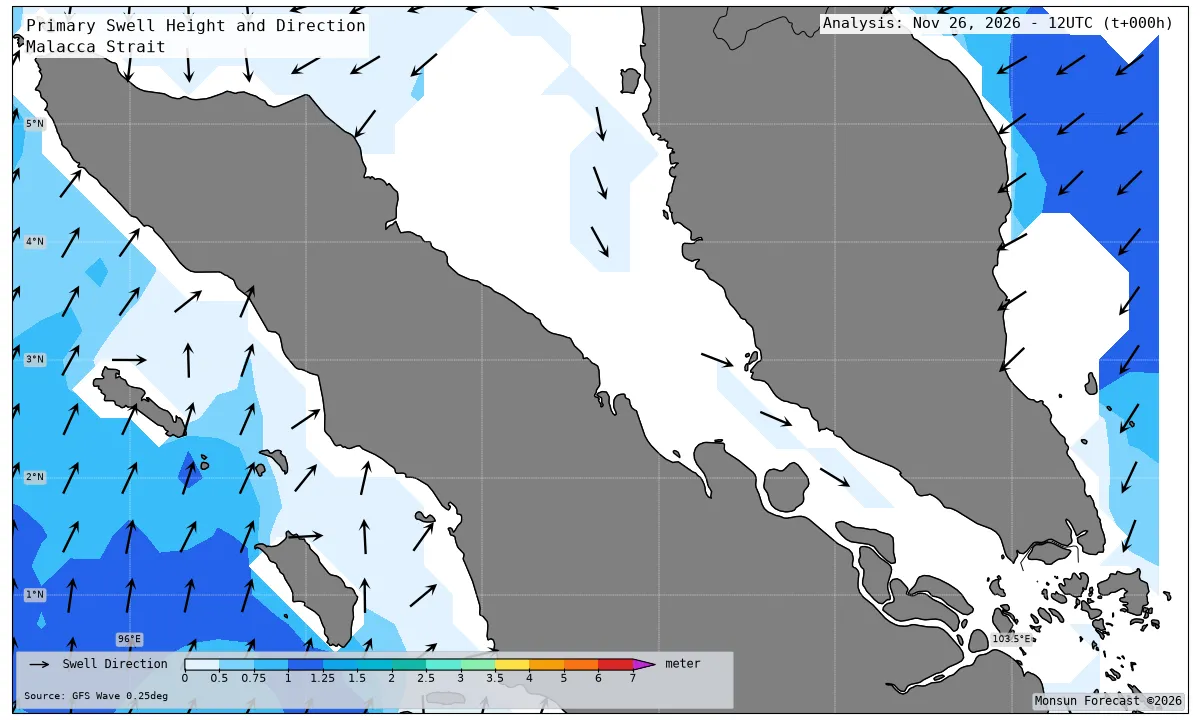 Primary Swell Height and Direction
Malacca Strait
Analysis: Nov 26, 2026 - 12UTC (t+000h)
5°N
4°N
3°N
2°N
1°N
96°E
103.5°E
Swell Direction
0 0.5 0.75 1 1.25 1.5 2 2.5 3 3.5 4 5 6 7
meter
Source: GFS Wave 0.25deg
Monsun Forecast ©2026